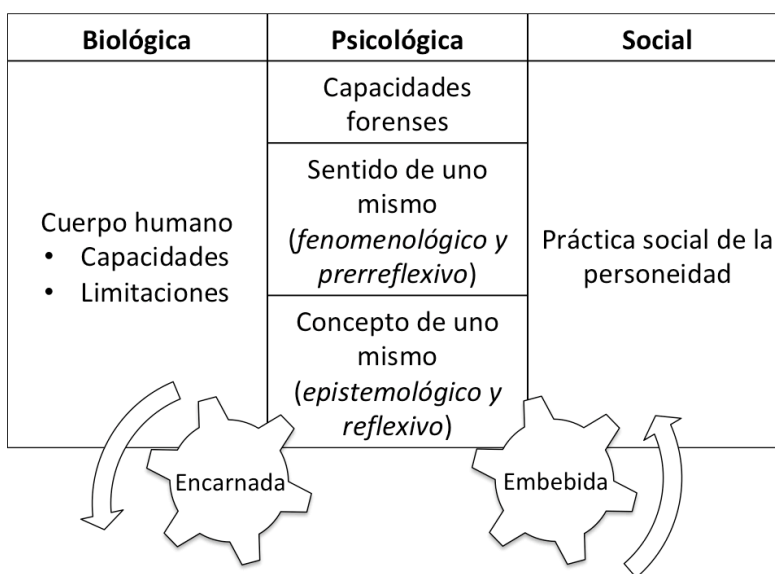 Biológica
Psicológica
Social
Cuerpo humano
• Capacidades
• Limitaciones
Capacidades
forenses
Sentido de uno
mismo
(fenomenológico y
prerreflexivo)
Concepto de uno
mismo
(epistemológico y
reflexivo)
Práctica social de la
personeidad
Encarnada
Embebida